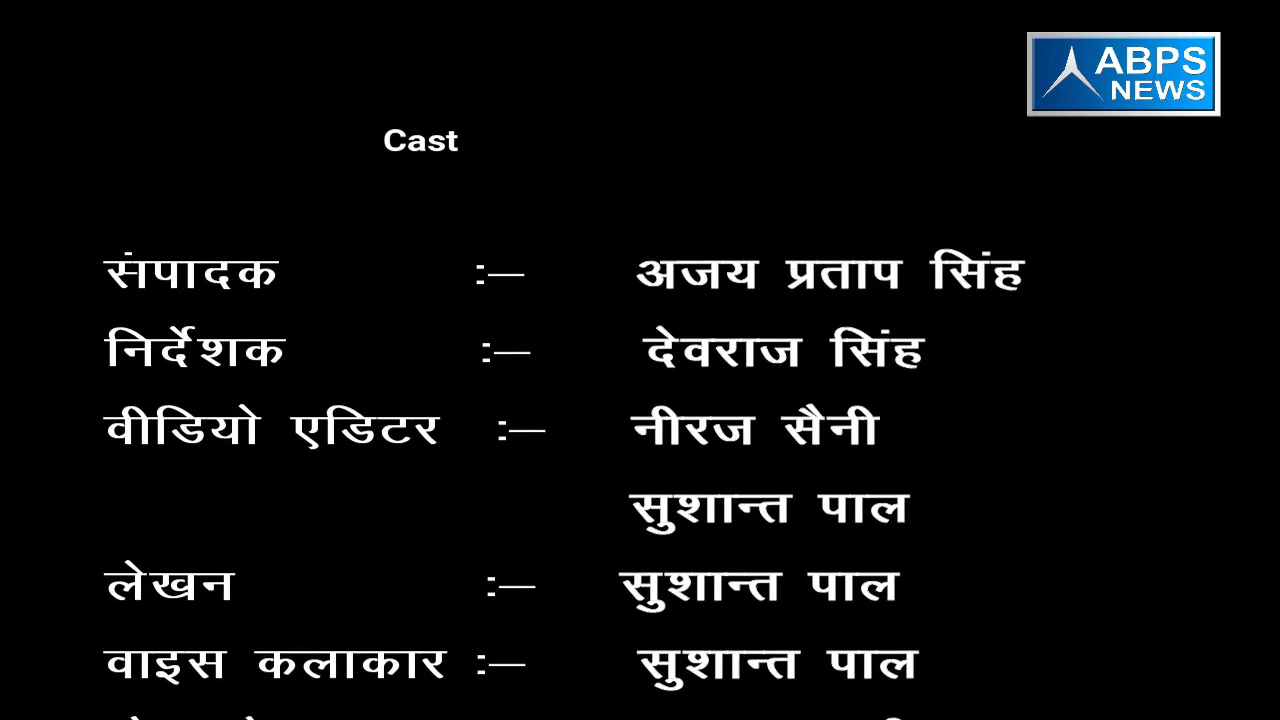 ABPS
NEWS
Cast
संपादक :— अजय प्रताप सिंह
निर्देशक :— देवराज सिंह
वीडियो एडिटर :— नीरज सैनी
सुशान्त पाल
लेखन :— सुशान्त पाल
वाइस कलाकार :— सुशान्त पाल